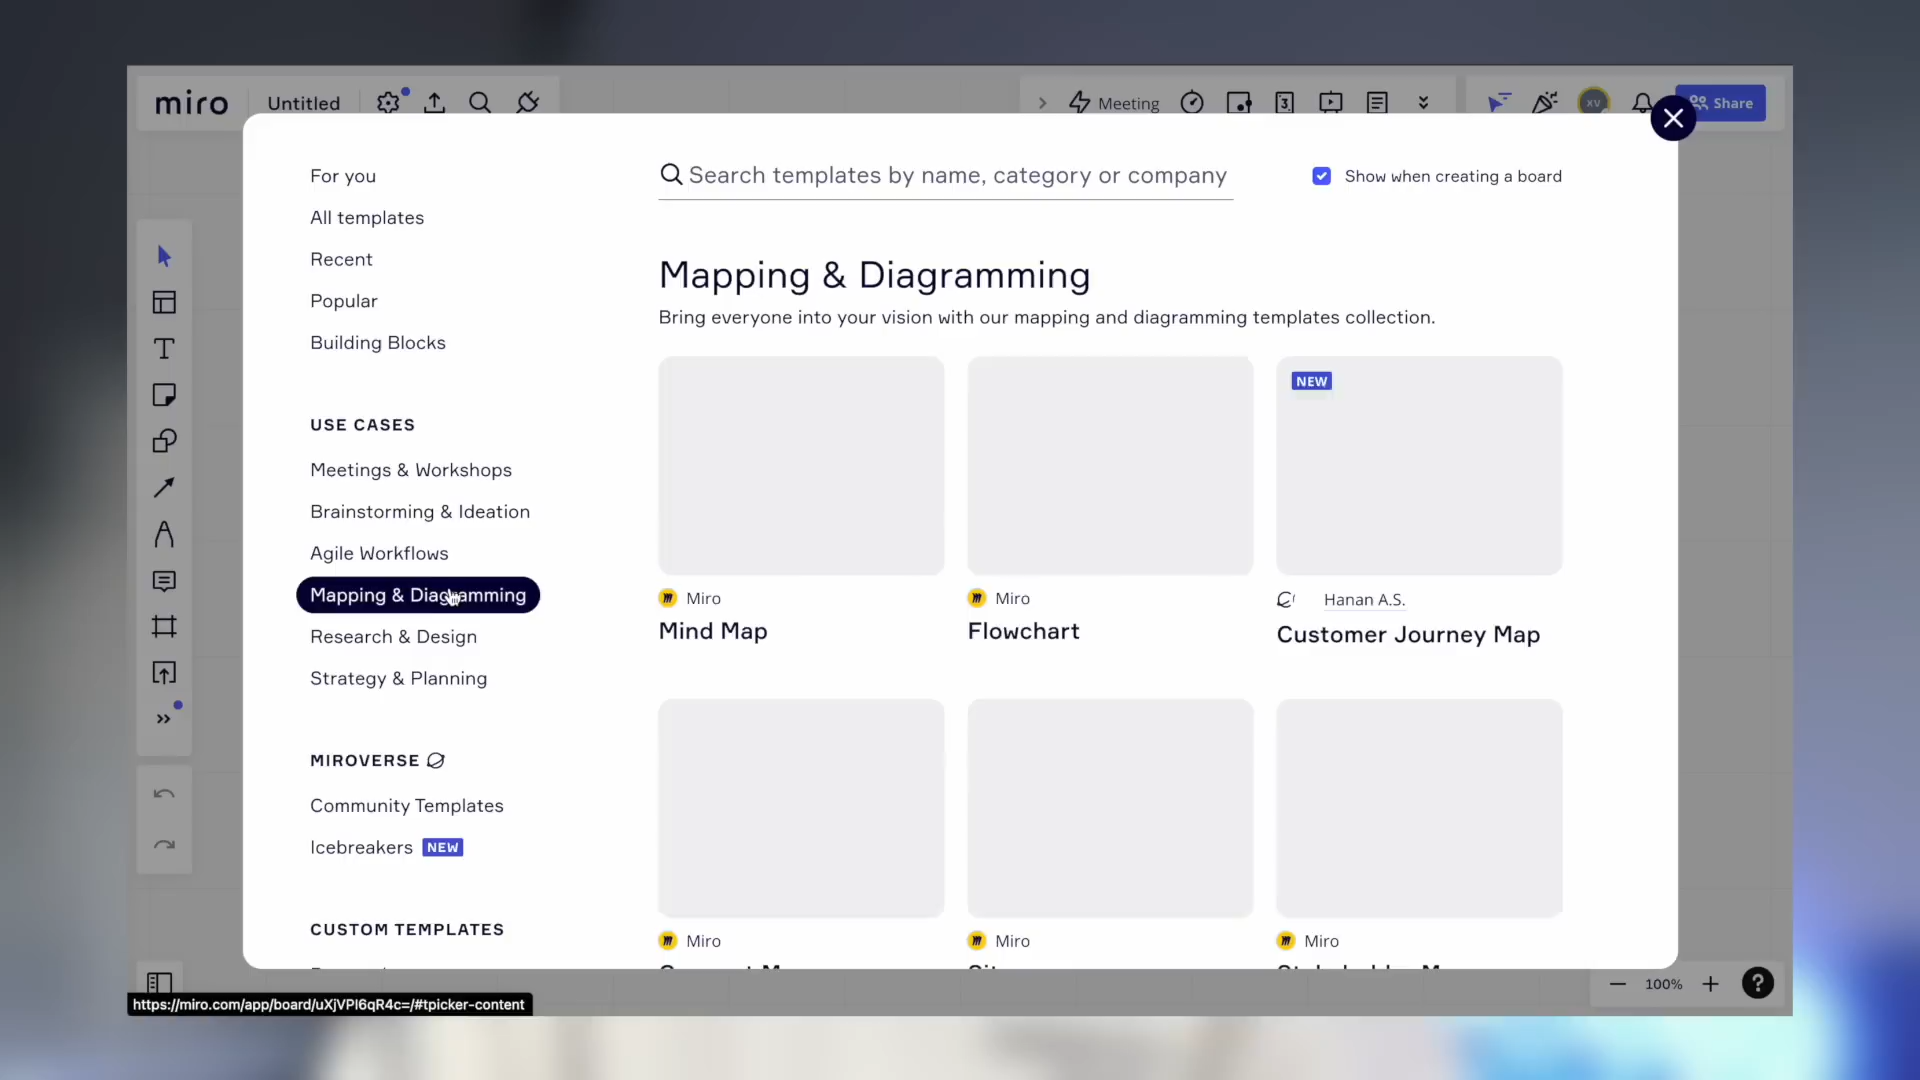 miro
Untitled
Meeting
3
XV
Share
For you
All templates
Recent
Popular
Building Blocks
USE CASES
Meetings & Workshops
Brainstorming & Ideation
Agile Workflows
Mapping & Diagramming
Research & Design
Strategy & Planning
MIROVERSE
Community Templates
Icebreakers NEW
CUSTOM TEMPLATES
Search templates by name, category or company
Show when creating a board
Mapping & Diagramming
Bring everyone into your vision with our mapping and diagramming templates collection.
NEW
Miro
Mind Map
Miro
Flowchart
Hanan A.S.
Customer Journey Map
Miro
Miro
Miro
100%
?
https://miro.com/app/board/uXjVPl6qR4c=/#tpicker-content